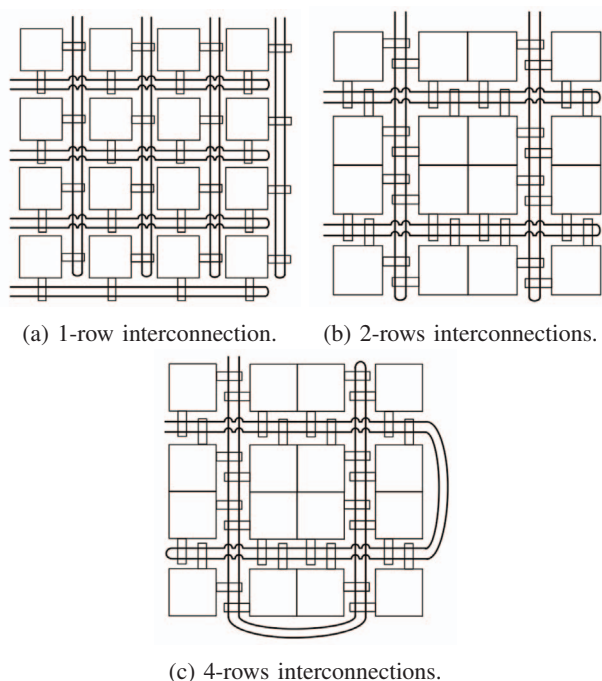 (a) 1-row interconnection.
(b) 2-rows interconnections.
(c) 4-rows interconnections.